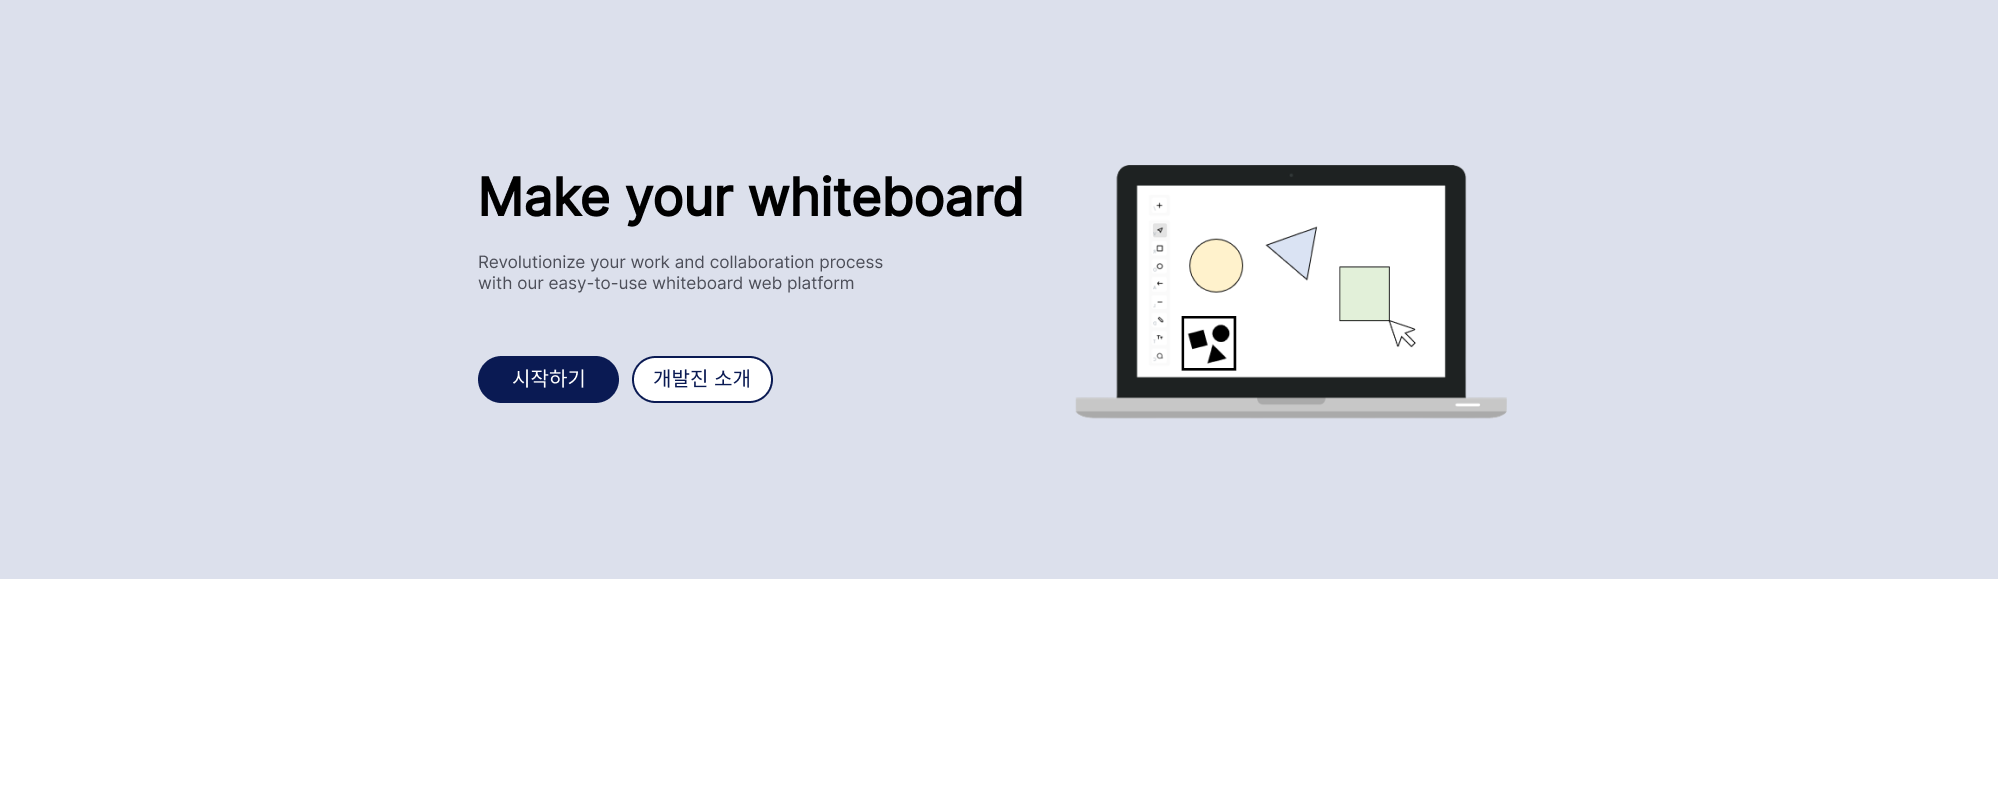 Make your whiteboard
Revolutionize your work and collaboration process
with our easy-to-use whiteboard web platform
시작하기
개발진 소개